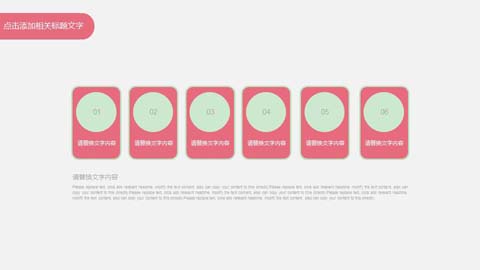 点击添加相关标题文字
01 02 03 04 05 06
请替换文字内容 请替换文字内容 请替换文字内容 请替换文字内容 请替换文字内容 请替换文字内容
请替换文字内容
Please replace text, click add relevant headline, modify the text content, also can copy your content to this directly.Please replace text, click add relevant headline, modify the text content, also can
copy your content to this directly.Please replace text, click add relevant headline, modify the text content, also can copy your content to this directly.Please replace text, click add relevant headline,
modify the text content, also can copy your content to this directly.Please replace text, click add relevant headline, modify the text content, also can copy your content to this directly.